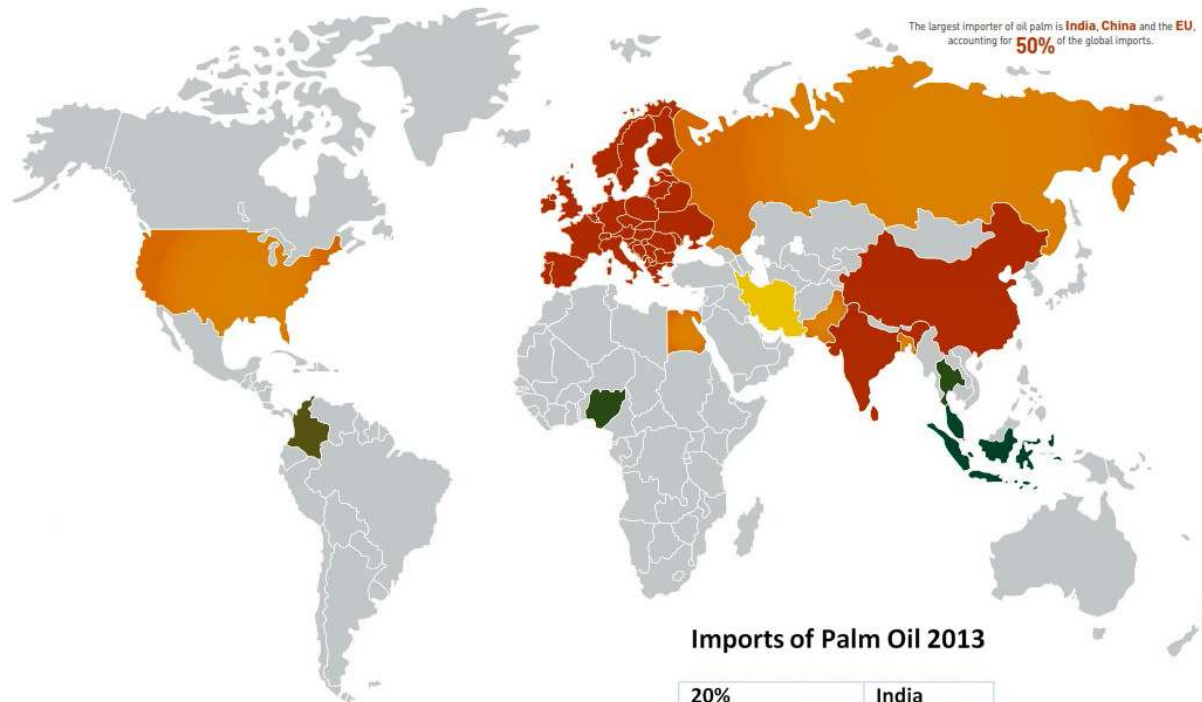 The largest importer of oil palm is India, China and the EU,
accounting for 50% of the global imports.
Imports of Palm Oil 2013
20% India